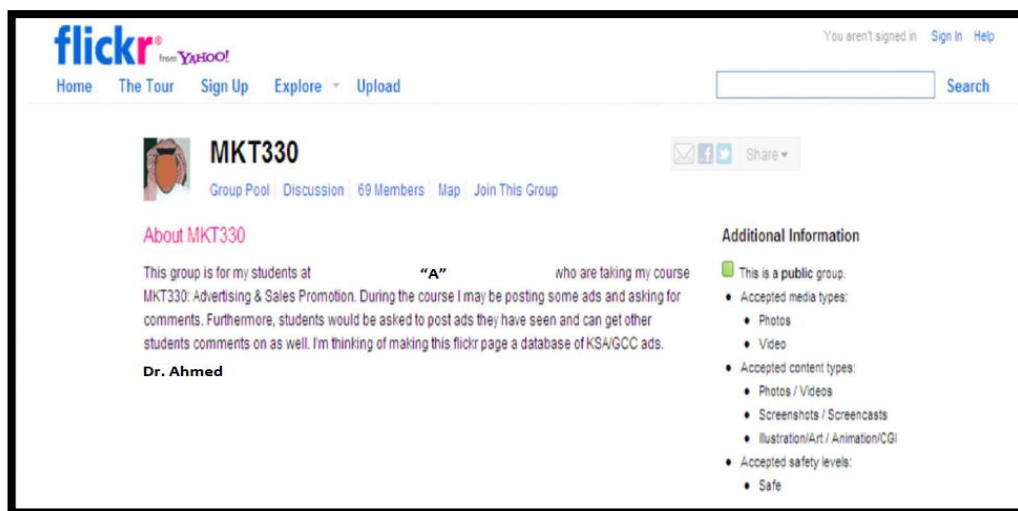 flickr® from YAHOO!
You aren't signed in Sign In Help
Home The Tour Sign Up Explore Upload
Search
MKT330
Share
Group Pool Discussion 69 Members Map Join This Group
About MKT330
This group is for my students at "A" who are taking my course
MKT330: Advertising & Sales Promotion. During the course I may be posting some ads and asking for
comments. Furthermore, students would be asked to post ads they have seen and can get other
students comments on as well. I'm thinking of making this flickr page a database of KSA/GCC ads.
Dr. Ahmed
Additional Information
This is a public group.
• Accepted media types:
• Photos
• Video
• Accepted content types:
• Photos / Videos
• Screenshots / Screencasts
• Illustration/Art / Animation/CGI
• Accepted safety levels:
• Safe